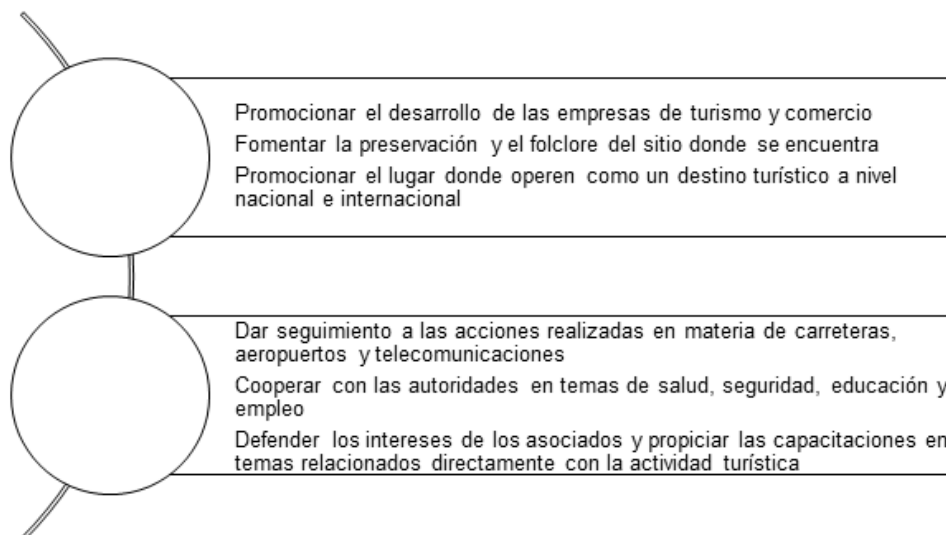 Promocionar el desarrollo de las empresas de turismo y comercio
Fomentar la preservación y el folclore del sitio donde se encuentra
Promocionar el lugar donde operen como un destino turístico a nivel
nacional e internacional
Dar seguimiento a las acciones realizadas en materia de carreteras,
aeropuertos y telecomunicaciones
Cooperar con las autoridades en temas de salud, seguridad, educación y
empleo
Defender los intereses de los asociados y propiciar las capacitaciones en
temas relacionados directamente con la actividad turística